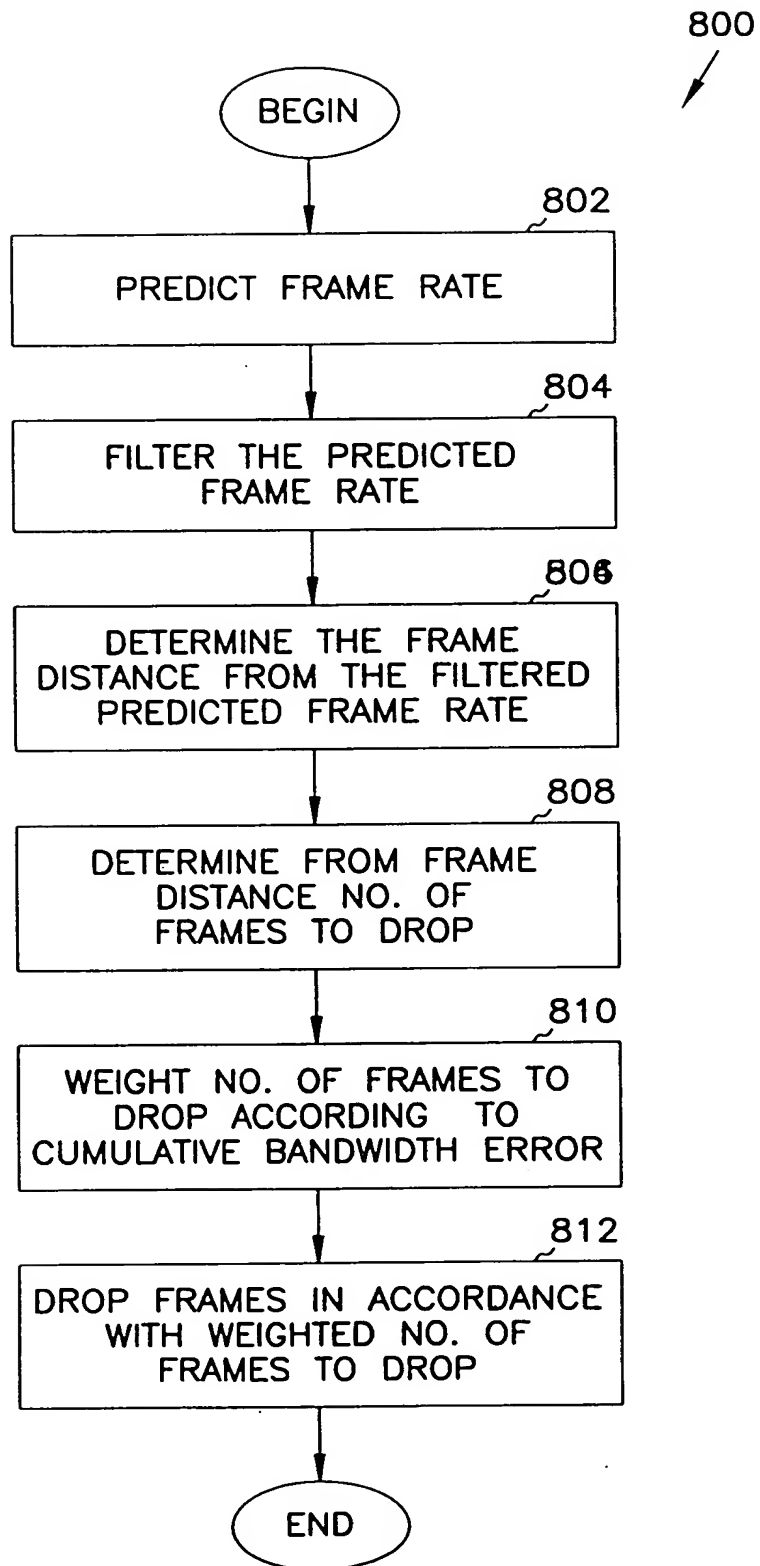 800
BEGIN
802
PREDICT FRAME RATE
804
FILTER THE PREDICTED
FRAME RATE
DETERMINE THE FRAME
DISTANCE FROM THE FILTERED
PREDICTED FRAME RATE
808
DETERMINE FROM FRAME
DISTANCE NO. OF
FRAMES TO DROP
810
WEIGHT NO. OF FRAMES TO
DROP ACCORDING TO
CUMULATIVE BANDWIDTH ERROR
812
DROP FRAMES IN ACCORDANCE
WITH WEIGHTED NO. OF
FRAMES TO DROP
END